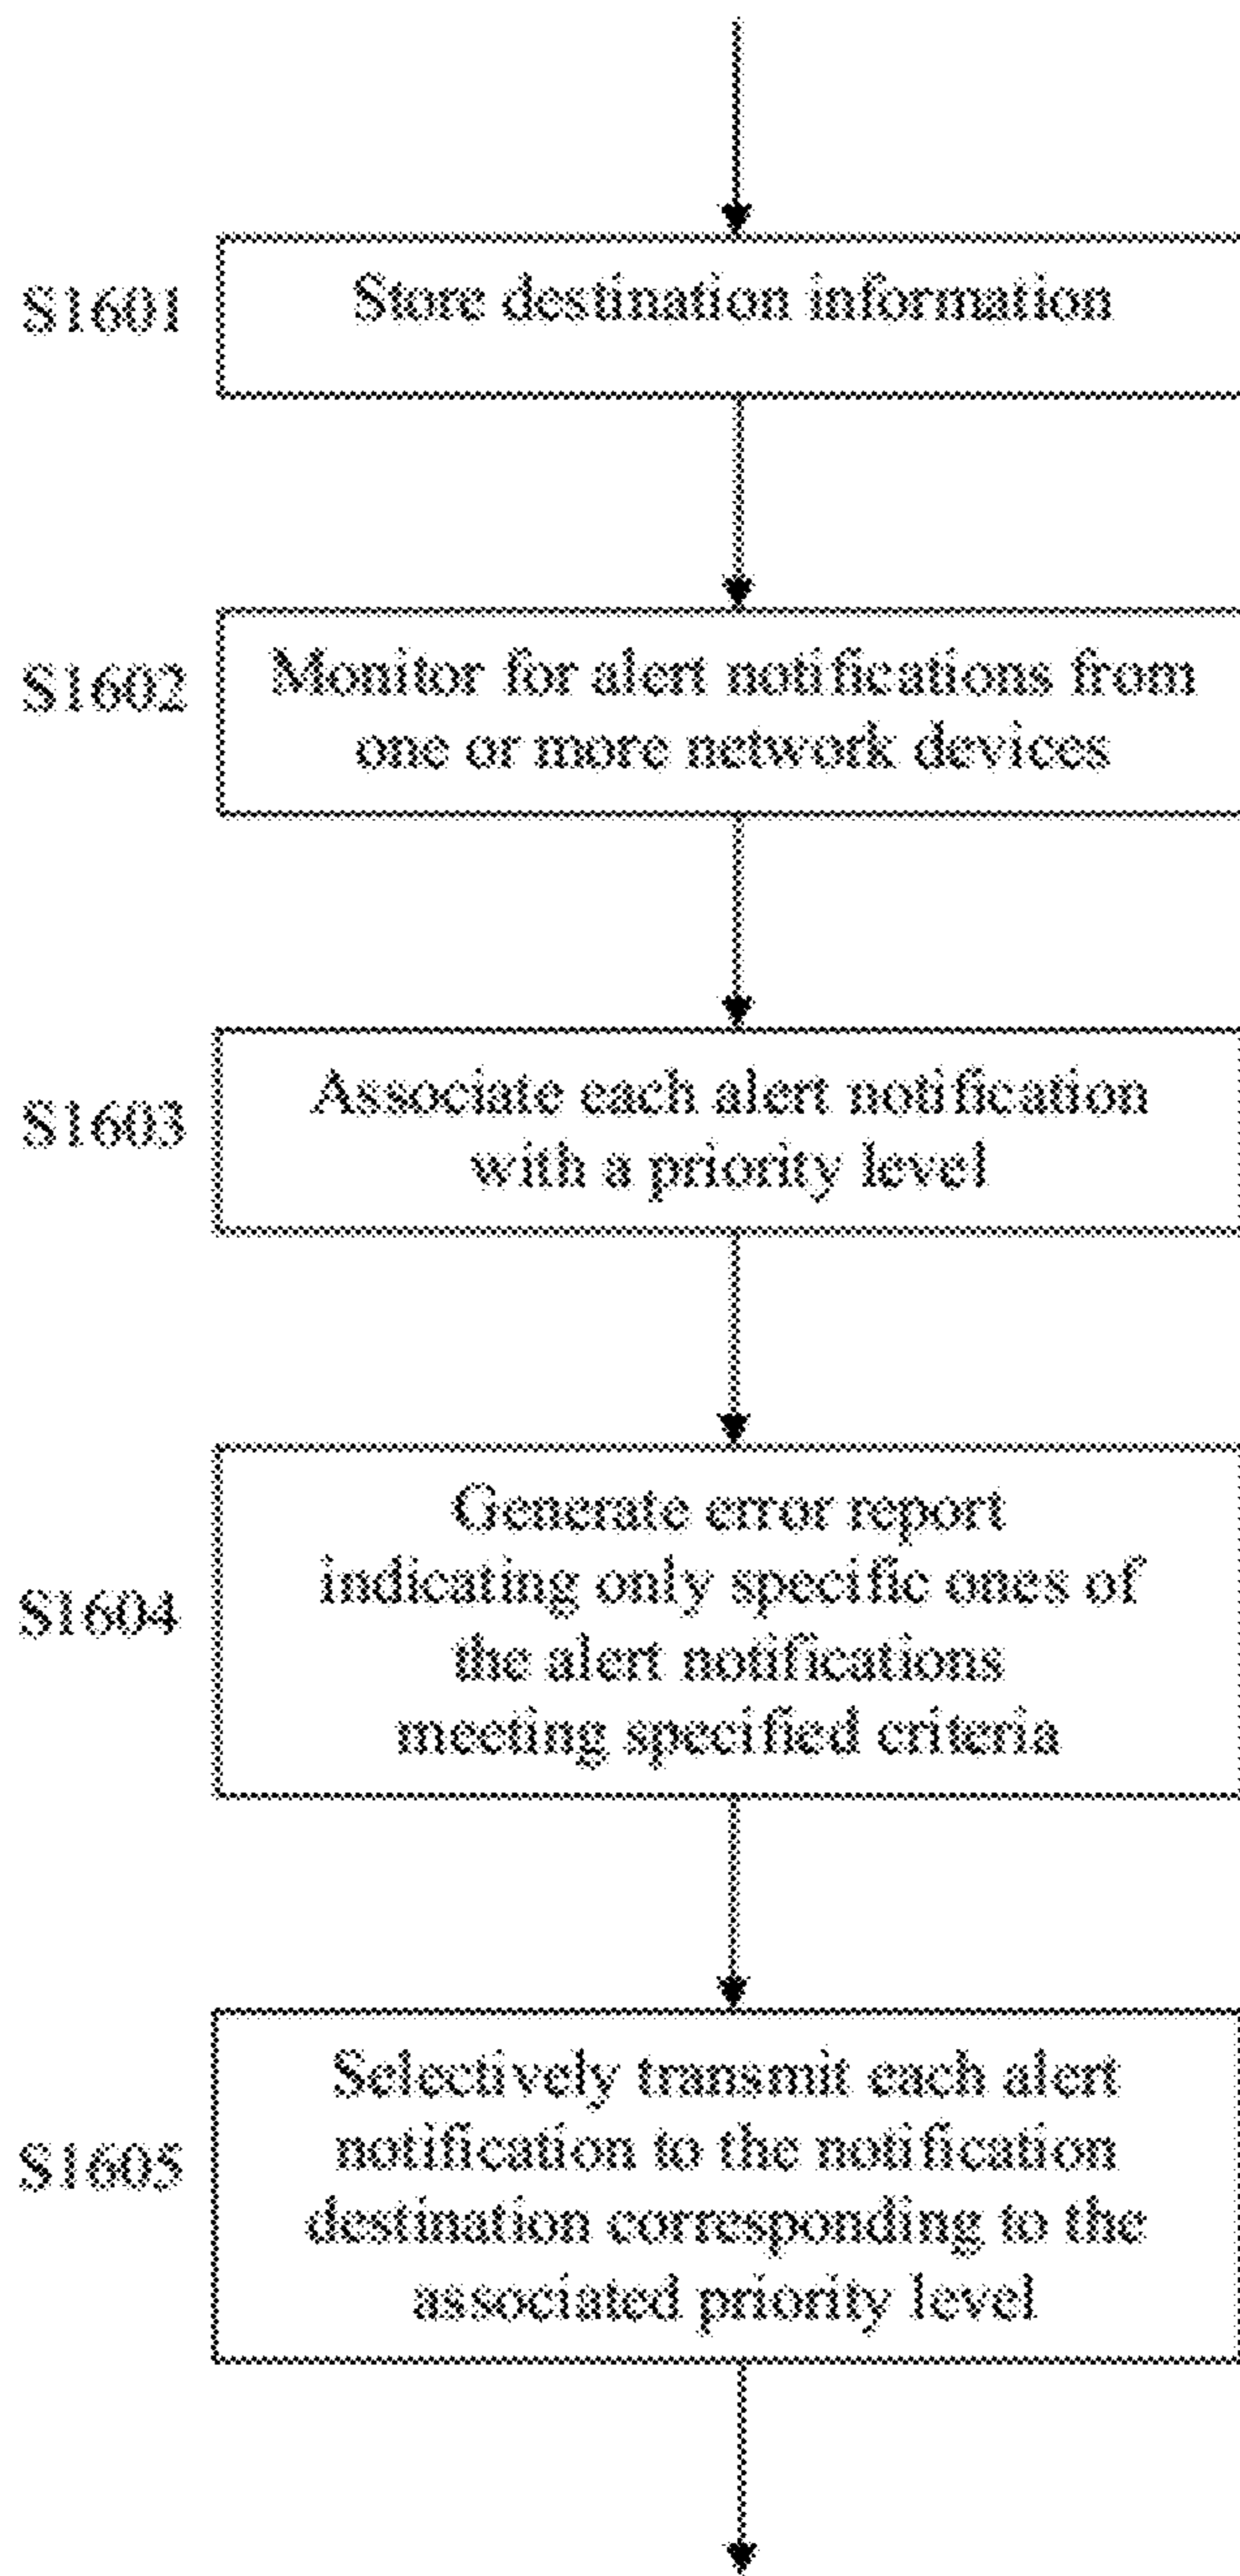 S1601
Store destination information
S1602
Monitor for alert notifications from
one or more network devices
S1603
Associate each alert notification
with a priority level
S1604
Generate error report
indicating only specific ones of
the alert notifications
meeting specified criteria
S1605
Selectively transmit each alert
notification to the notification
destination corresponding to the
associated priority level